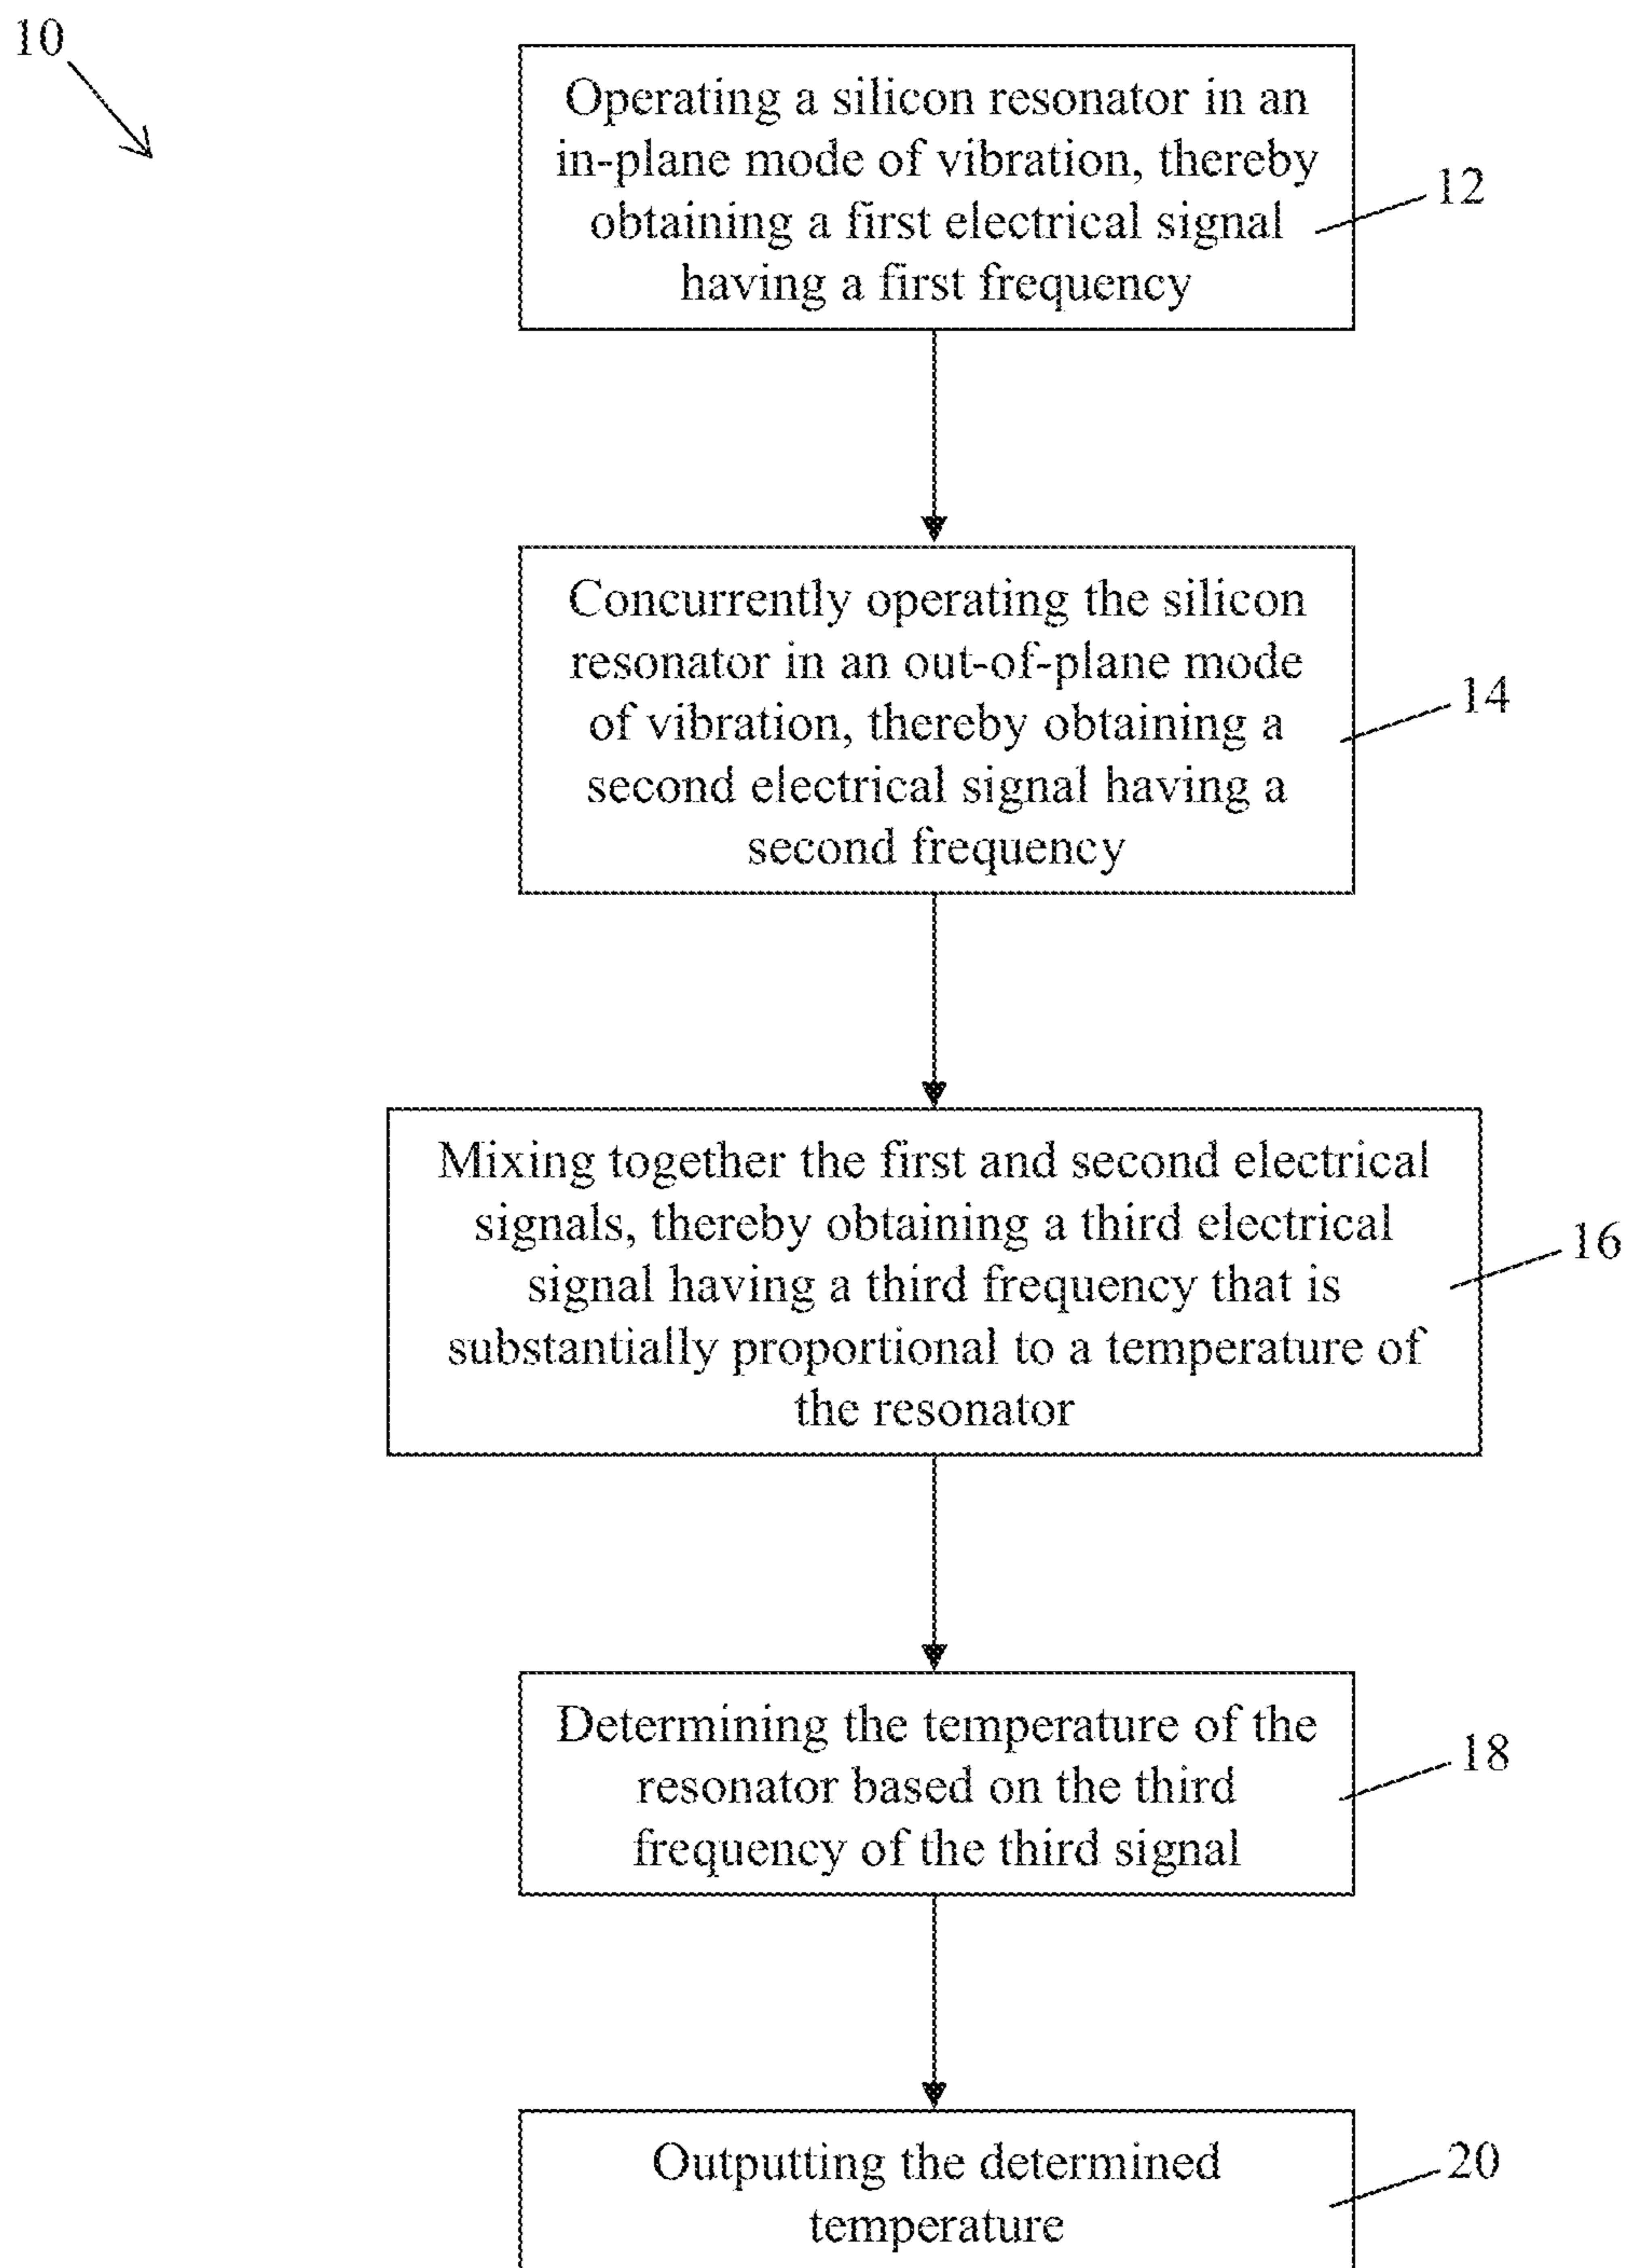 10
Operating a silicon resonator in an
in-plane mode of vibration, thereby
obtaining a first electrical signal
having a first frequency
12
Concurrently operating the silicon
resonator in an out-of-plane mode
of vibration, thereby obtaining a
second electrical signal having a
second frequency
14
Mixing together the first and second electrical
signals, thereby obtaining a third electrical
signal having a third frequency that is
substantially proportional to a temperature of
the resonator
16
Determining the temperature of the
resonator based on the third
frequency of the third signal
18
Outputting the determined
temperature
20